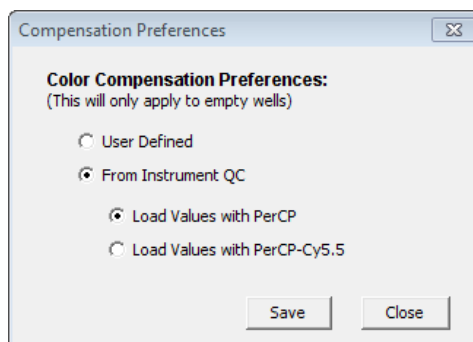 Compensation Preferences
Color Compensation Preferences:
(This will only apply to empty wells)
User Defined
From Instrument QC
Load Values with PerCP
Load Values with PerCP-Cy5.5
Save
Close